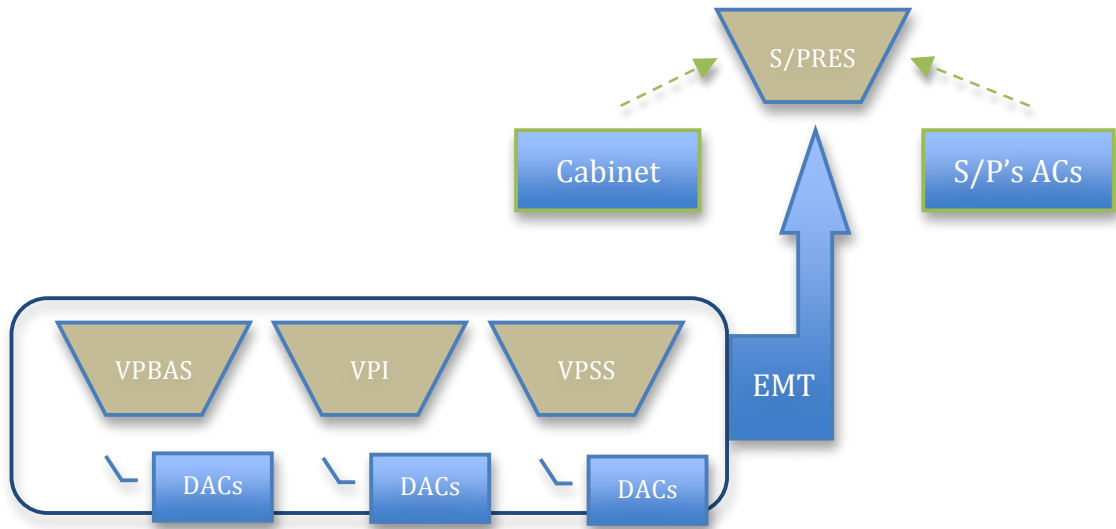 S/PRES
Cabinet
S/P's ACs
VPBAS
VPI
VPSS
EMT
DACs
DACs
DACs